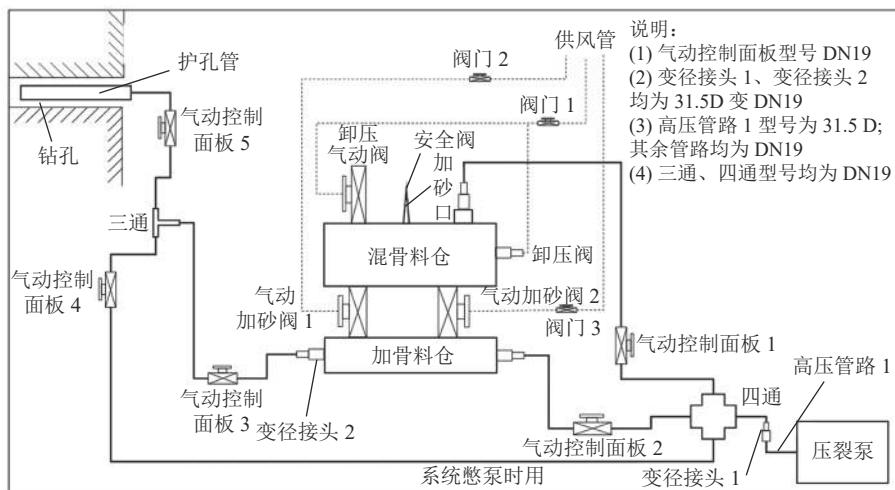 供风管
阀门 2
阀门 1
说明：
(1) 气动控制面板型号 DN19
(2) 变径接头 1、变径接头 2
均为 31.5D 变 DN19
(3) 高压管路 1 型号为 31.5 D;
其余管路均为 DN19
(4) 三通、四通型号均为 DN19
护孔管
钻孔
气动控制
面板 5
卸压
气动阀
安全阀
加
砂
口
三通
混骨料仓
卸压阀
气动控制
面板 4
气动
加砂阀 1
气动加砂阀 2
阀门 3
加骨料仓
气动控制面板 1
高压管路 1
四通
气动控制
面板 3
变径接头 2
气动控制面板 2
变径接头 1
压裂泵
系统憋泵时用